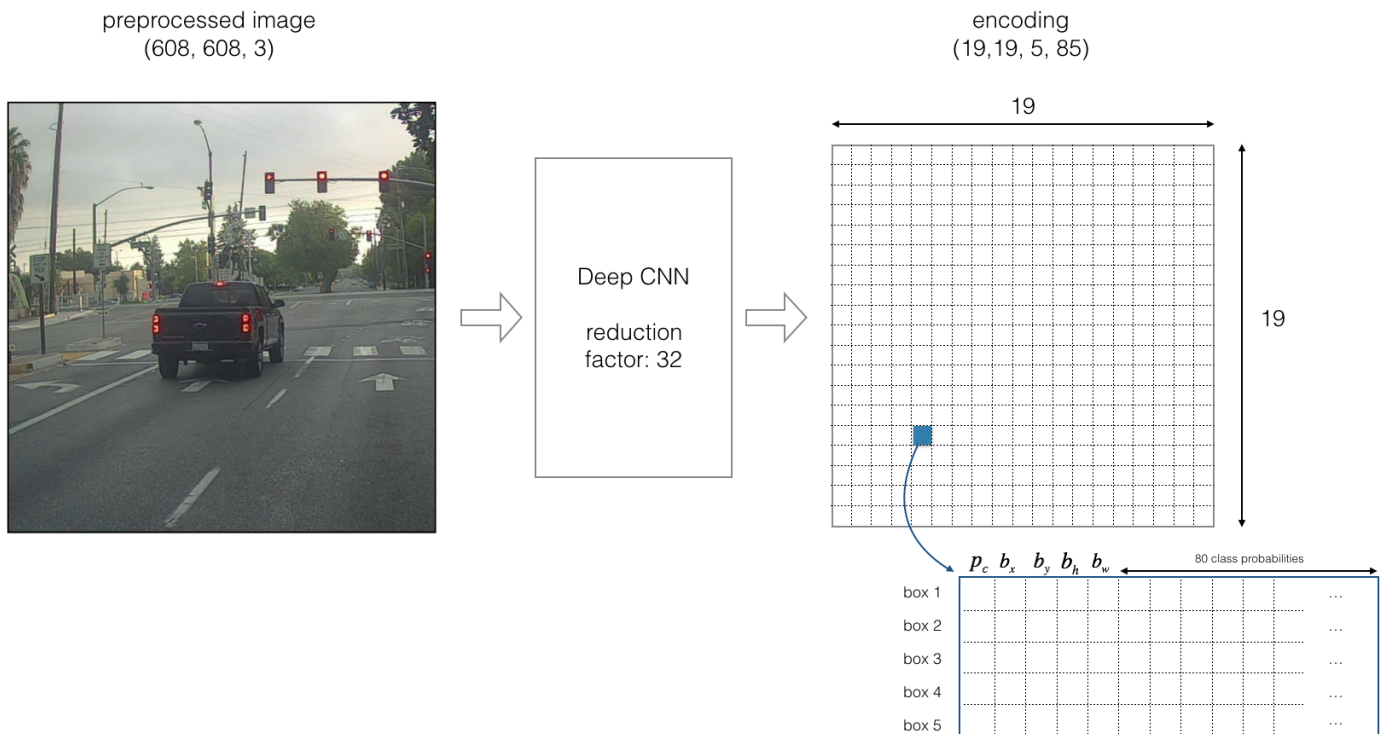 preprocessed image
(608, 608, 3)
encoding
(19,19, 5, 85)
19
Deep CNN
reduction
factor: 32
19
p_c b_x b_y b_h b_w 80 class probabilities
box 1 ...
box 2 ...
box 3 ...
box 4 ...
box 5 ...